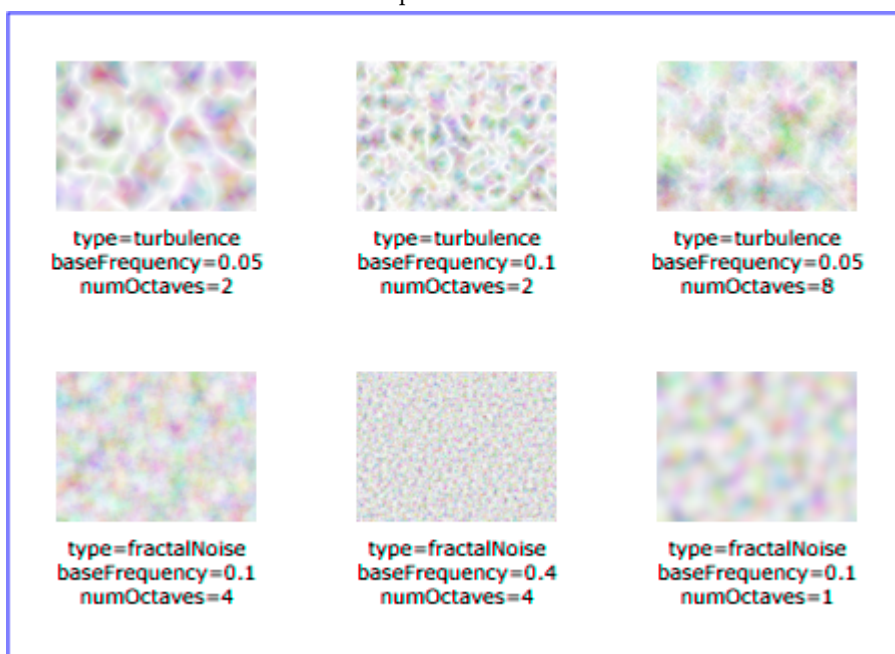 type=turbulence
baseFrequency=0.05
numOctaves=2
type=turbulence
baseFrequency=0.1
numOctaves=2
type=turbulence
baseFrequency=0.05
numOctaves=8
type=fractalNoise
baseFrequency=0.1
numOctaves=4
type=fractalNoise
baseFrequency=0.4
numOctaves=4
type=fractalNoise
baseFrequency=0.1
numOctaves=1